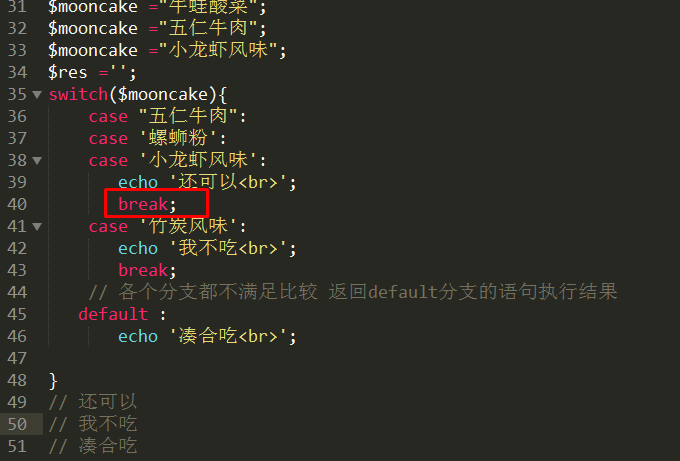 31 $mooncake ="牛蛙酸菜";
32 $mooncake ="五仁牛肉";
33 $mooncake ="小龙虾风味";
34 $res ='';
35 switch($mooncake){
36 case "五仁牛肉":
37 case '螺蛳粉':
38 case '小龙虾风味':
39 echo '还可以<br>';
40 break;
41 case '竹炭风味':
42 echo '我不吃<br>';
43 break;
44 // 各个分支都不满足比较 返回default分支的语句执行结果
45 default :
46 echo '凑合吃<br>';
47
48 }
49 // 还可以
50 // 我不吃
51 // 凑合吃